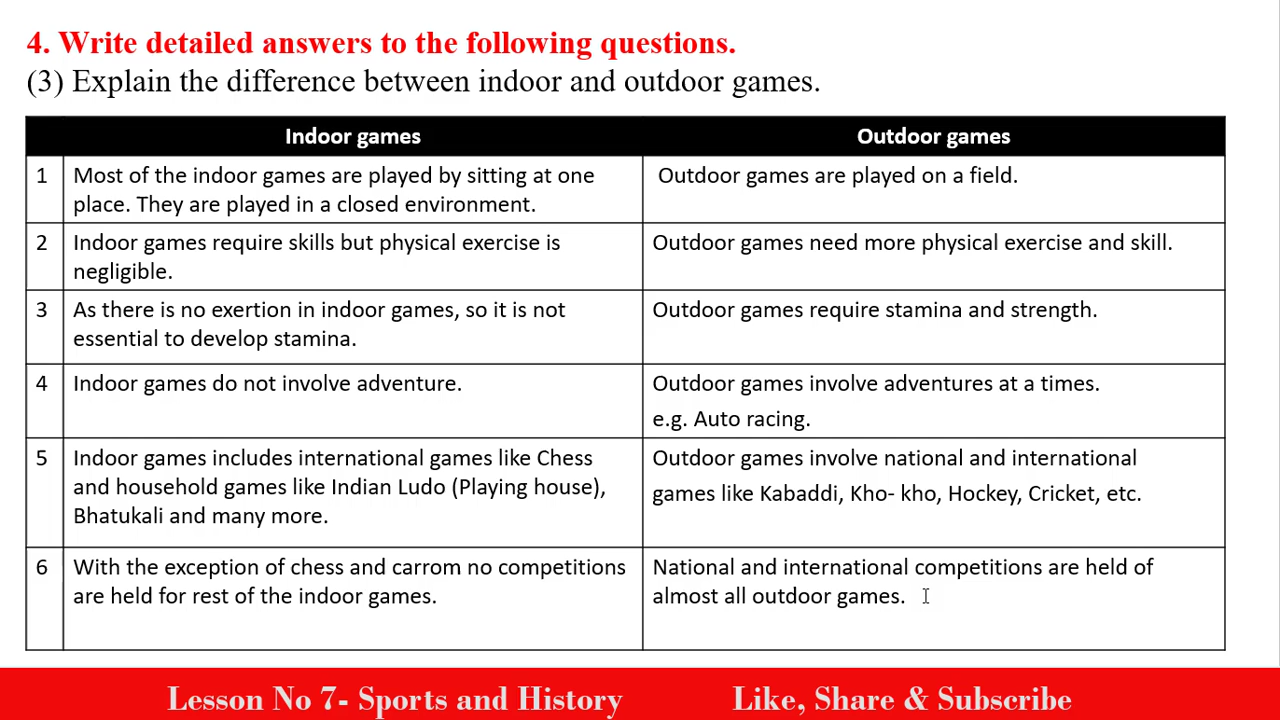 4. Write detailed answers to the following questions.
(3) Explain the difference between indoor and outdoor games.
Indoor games
Outdoor games
1
Most of the indoor games are played by sitting at one
place. They are played in a closed environment.
Outdoor games are played on a field.
2
Indoor games require skills but physical exercise is
negligible.
Outdoor games need more physical exercise and skill.
3
As there is no exertion in indoor games, so it is not
essential to develop stamina.
Outdoor games require stamina and strength.
4
Indoor games do not involve adventure.
Outdoor games involve adventures at a times.
e.g. Auto racing.
5
Indoor games includes international games like Chess
and household games like Indian Ludo (Playing house),
Bhatukali and many more.
Outdoor games involve national and international
games like Kabaddi, Kho- kho, Hockey, Cricket, etc.
6
With the exception of chess and carrom no competitions
are held for rest of the indoor games.
National and international competitions are held of
almost all outdoor games.
Lesson No 7- Sports and History
Like, Share & Subscribe